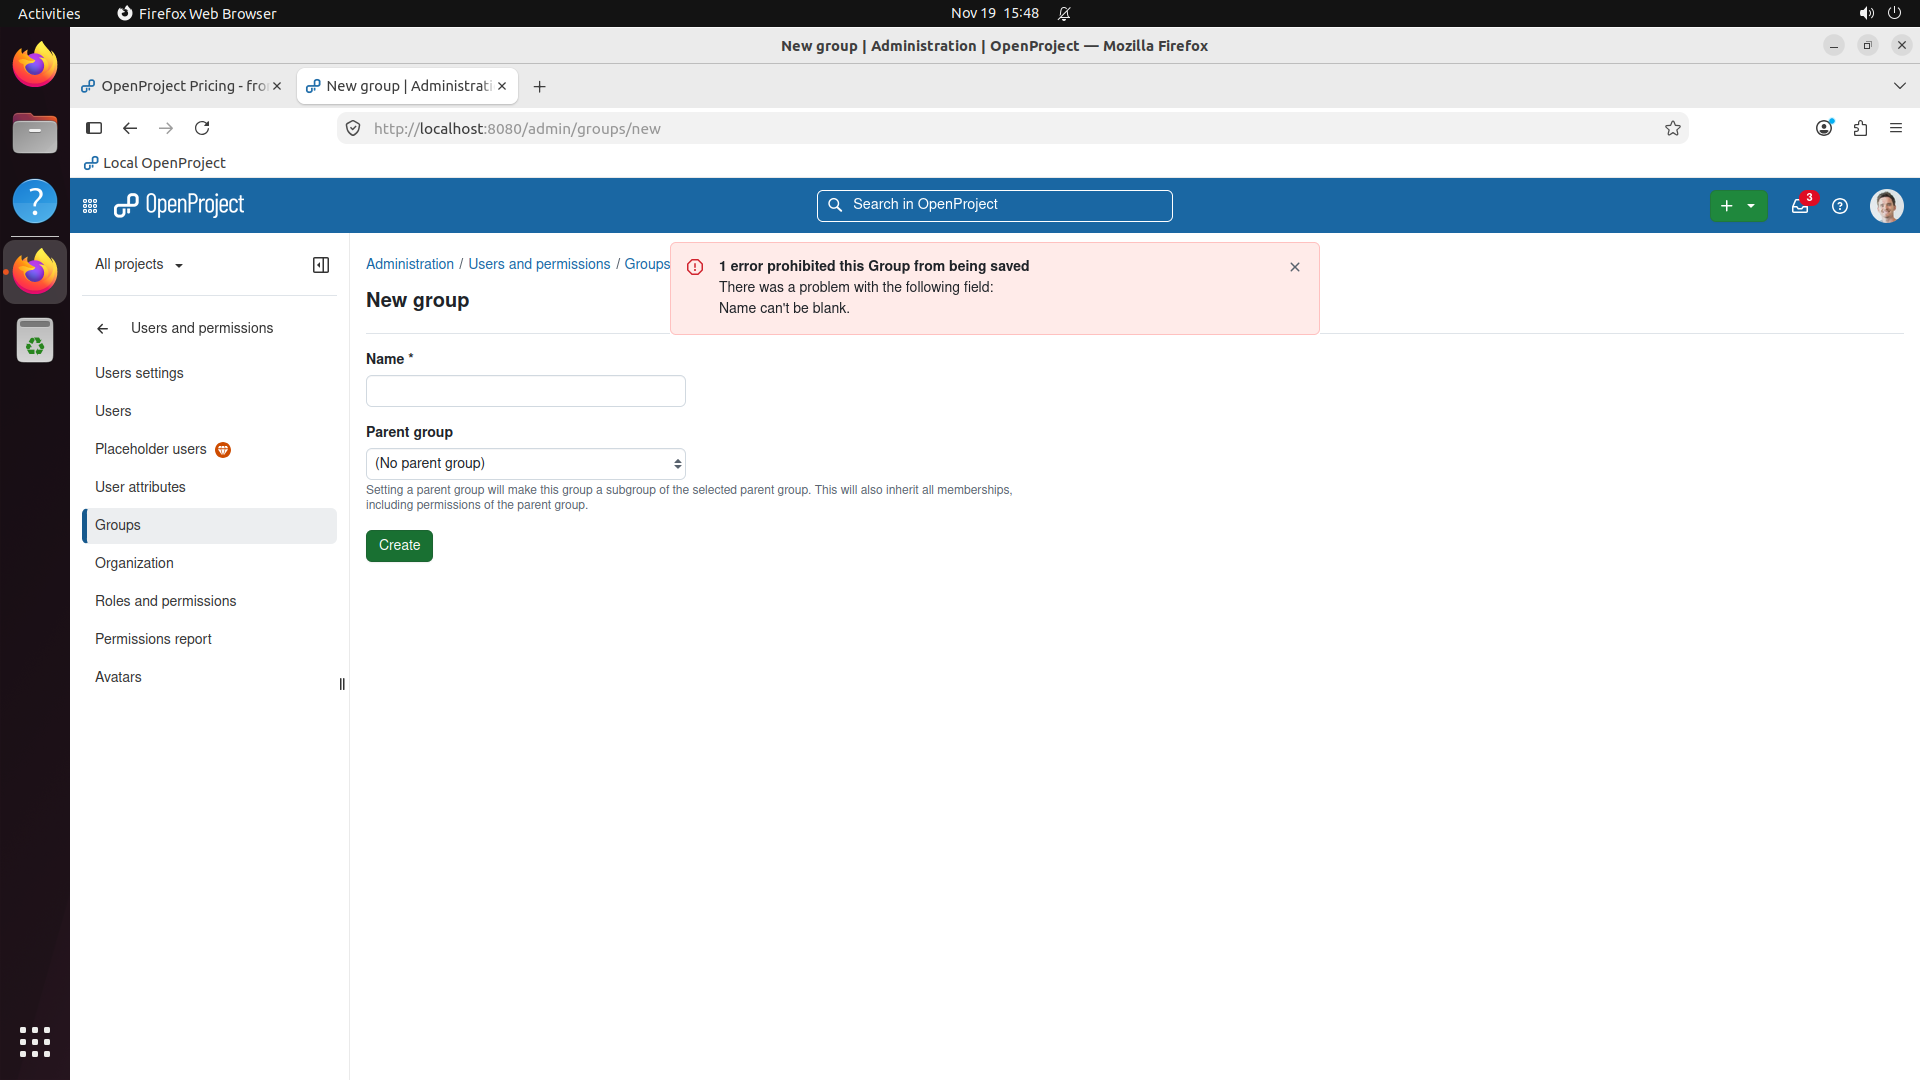 Activities
Firefox Web Browser
Nov 19 15:48
New group | Administration | OpenProject — Mozilla Firefox
OpenProject Pricing - fro
New group | Administrati
http://localhost:8080/admin/groups/new
Local OpenProject
OpenProject
Search in OpenProject
3
All projects
Users and permissions
Users settings
Users
Placeholder users
User attributes
Groups
Organization
Roles and permissions
Permissions report
Avatars
Administration / Users and permissions / Groups
New group
1 error prohibited this Group from being saved
There was a problem with the following field:
Name can't be blank.
Name *
Parent group
(No parent group)
Setting a parent group will make this group a subgroup of the selected parent group. This will also inherit all memberships,
including permissions of the parent group.
Create